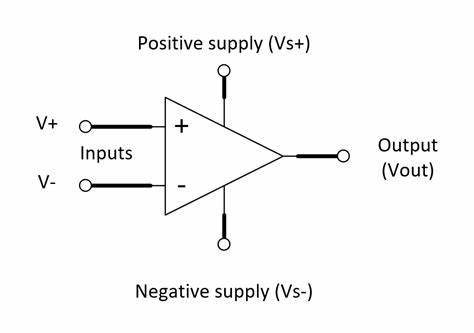 Positive supply (Vs+)
V+
+
Inputs
Output
(Vout)
V-
-
Negative supply (Vs-)